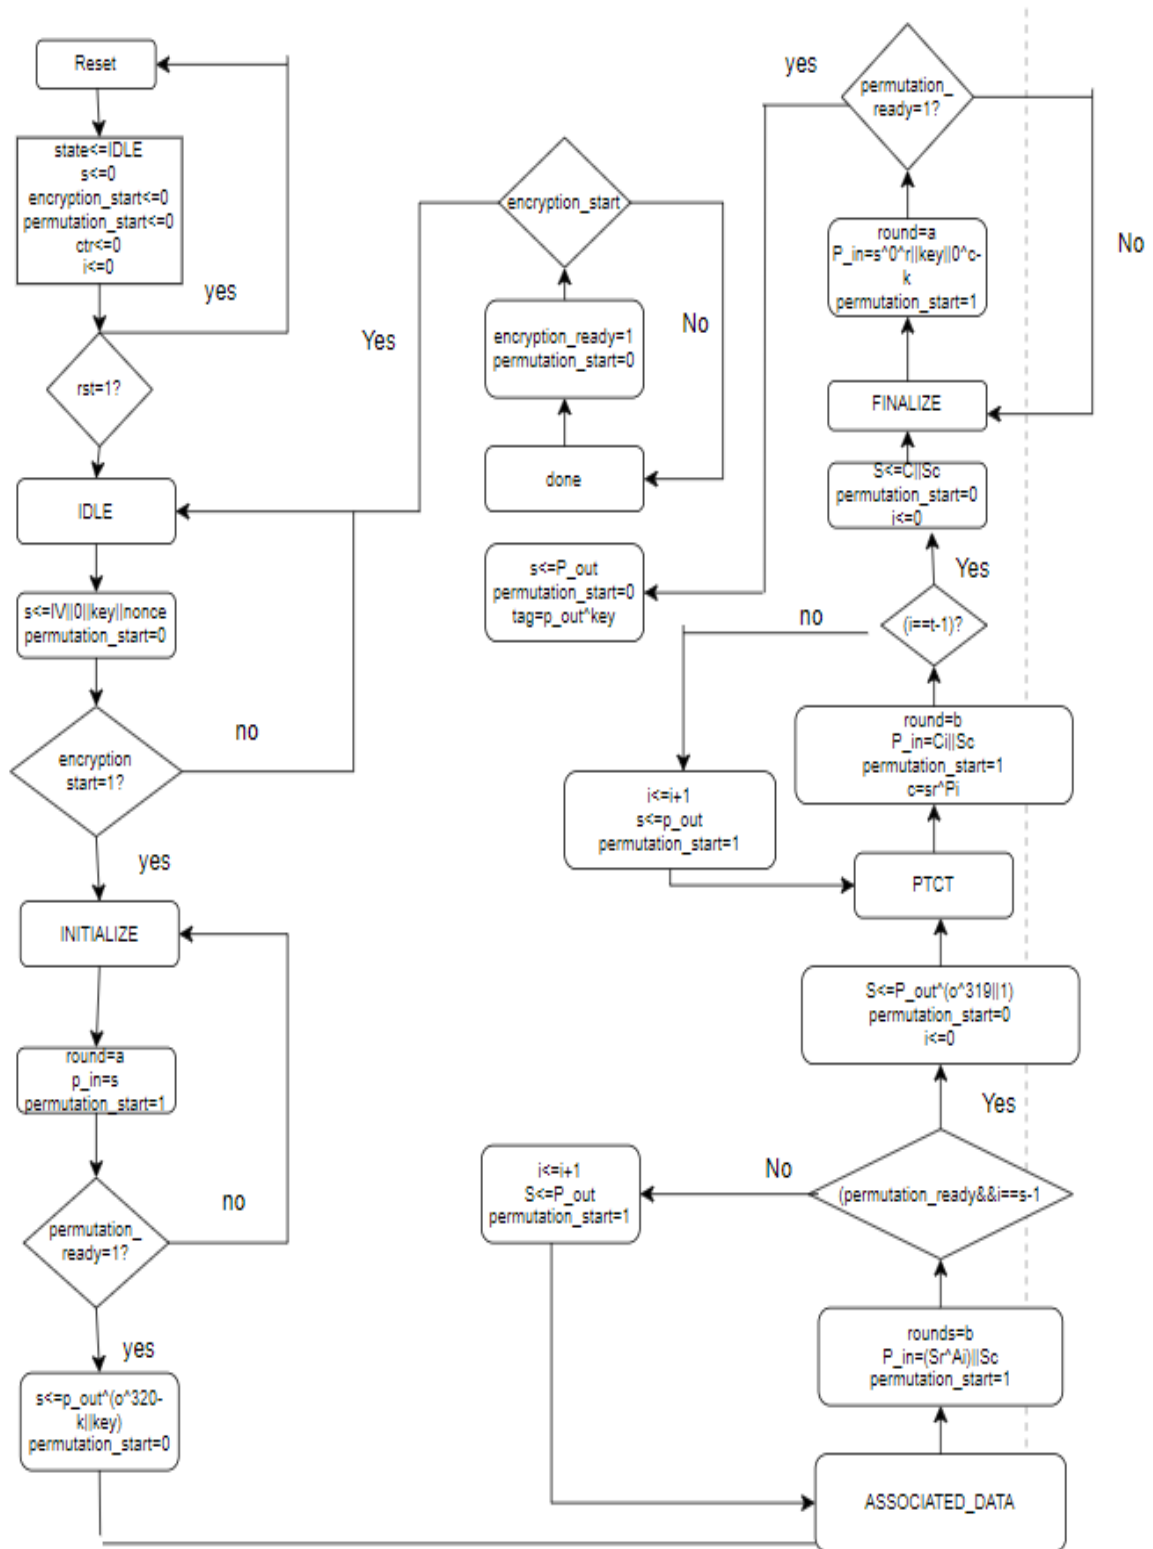 Reset
state<=IDLE
s<=0
encryption_start<=0
permutation_start<=0
ctr<=0
i<=0
yes
rst=1?
IDLE
s<=IV||0||key||nonce
permutation_start=0
encryption
start=1?
no
yes
INITIALIZE
round=a
p_in=s
permutation_start=1
permutation_
ready=1?
no
yes
s<=p_out^(o^320-
k||key)
permutation_start=0
encryption_start
Yes
No
encryption_ready=1
permutation_start=0
done
s<=P_out
permutation_start=0
tag=p_out^key
no
i<=i+1
s<=p_out
permutation_start=1
No
i<=i+1
S<=P_out
permutation_start=1
yes
permutation_
ready=1?
No
round=a
P_in=s^0^r||key||0^c-
k
permutation_start=1
FINALIZE
S<=C||Sc
permutation_start=0
i<=0
Yes
(i==t-1)?
round=b
P_in=Ci||Sc
permutation_start=1
c=sr^Pi
PTCT
S<=P_out^(o^319||1)
permutation_start=0
i<=0
Yes
(permutation_ready&&i==s-1
rounds=b
P_in=(Sr^Ai)||Sc
permutation_start=1
ASSOCIATED_DATA